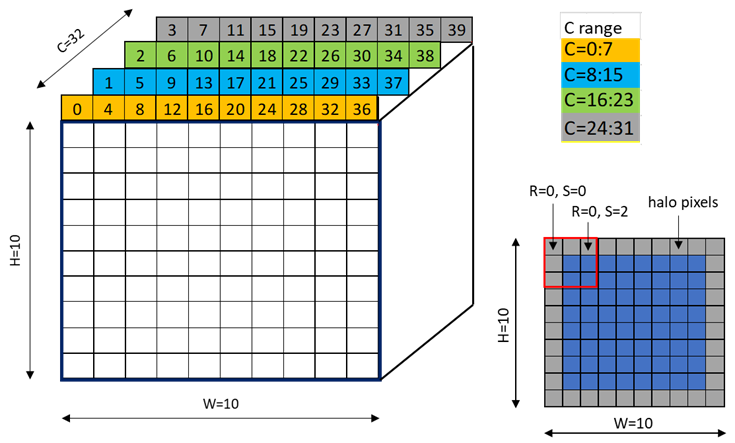 3 7 11 15 19 23 27 31 35 39
2 6 10 14 18 22 26 30 34 38
1 5 9 13 17 21 25 29 33 37
0 4 8 12 16 20 24 28 32 36
C=32
H=10
W=10
C range
C=0:7
C=8:15
C=16:23
C=24:31
R=0, S=0
R=0, S=2
halo pixels
H=10
W=10